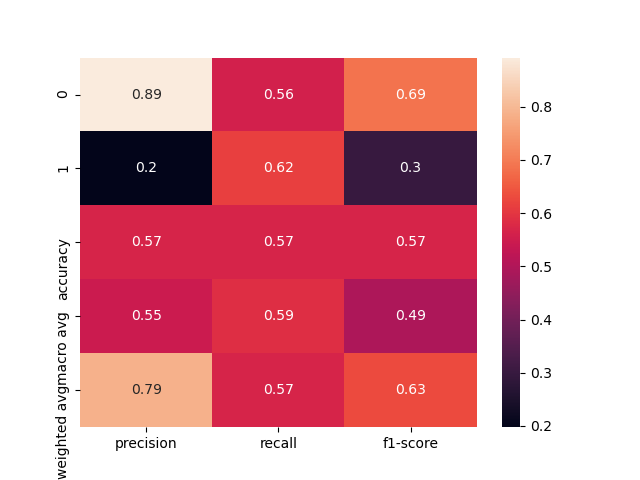 0 0.89 0.56 0.69
1 0.2 0.62 0.3
accuracy 0.57 0.57 0.57
macro avg 0.55 0.59 0.49
weighted avg 0.79 0.57 0.63
precision recall f1-score
0.8
0.7
0.6
0.5
0.4
0.3
0.2